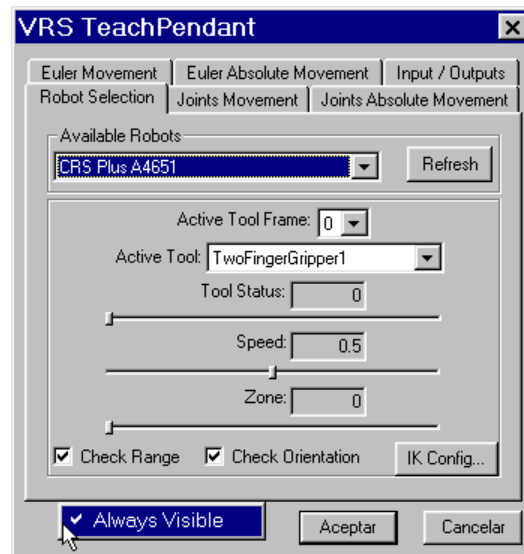 VRS TeachPendant
Euler Movement Euler Absolute Movement Input / Outputs
Robot Selection Joints Movement Joints Absolute Movement
Available Robots
CRS Plus A4651 Refresh
Active Tool Frame: 0
Active Tool: TwoFingerGripper1
Tool Status: 0
Speed: 0.5
Zone: 0
Check Range Check Orientation IK Config...
Always Visible Aceptar Cancelar